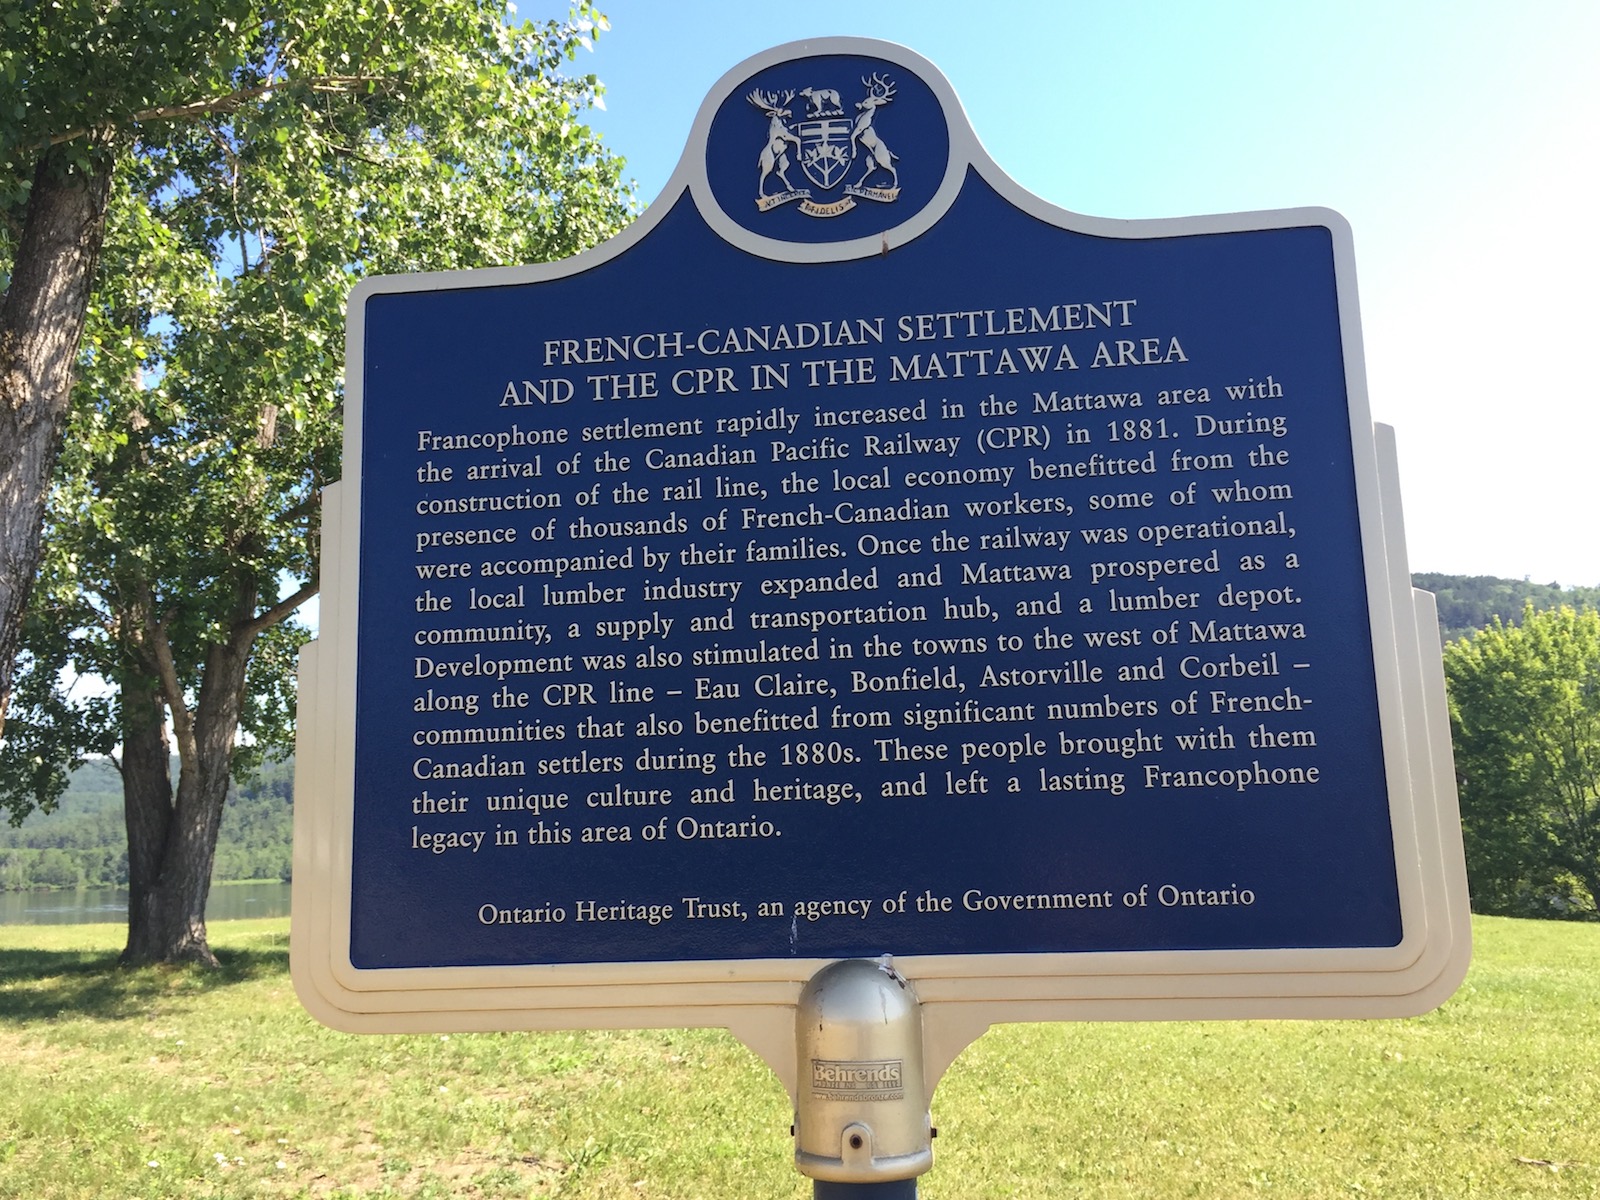 FRENCH-CANADIAN SETTLEMENT
AND THE CPR IN THE MATTAWA AREA
Francophone settlement rapidly increased in the Mattawa area with
the arrival of the Canadian Pacific Railway (CPR) in 1881. During
construction of the rail line, the local economy benefitted from the
presence of thousands of French-Canadian workers, some of whom
were accompanied by their families. Once the railway was operational,
the local lumber industry expanded and Mattawa prospered as a
community, a supply and transportation hub, and a lumber depot.
Development was also stimulated in the towns to the west of Mattawa
along the CPR line – Eau Claire, Bonfield, Astorville and Corbeil –
communities that also benefitted from significant numbers of French-
Canadian settlers during the 1880s. These people brought with them
their unique culture and heritage, and left a lasting Francophone
legacy in this area of Ontario.
Ontario Heritage Trust, an agency of the Government of Ontario
Behrends
www.behrendsbronze.com